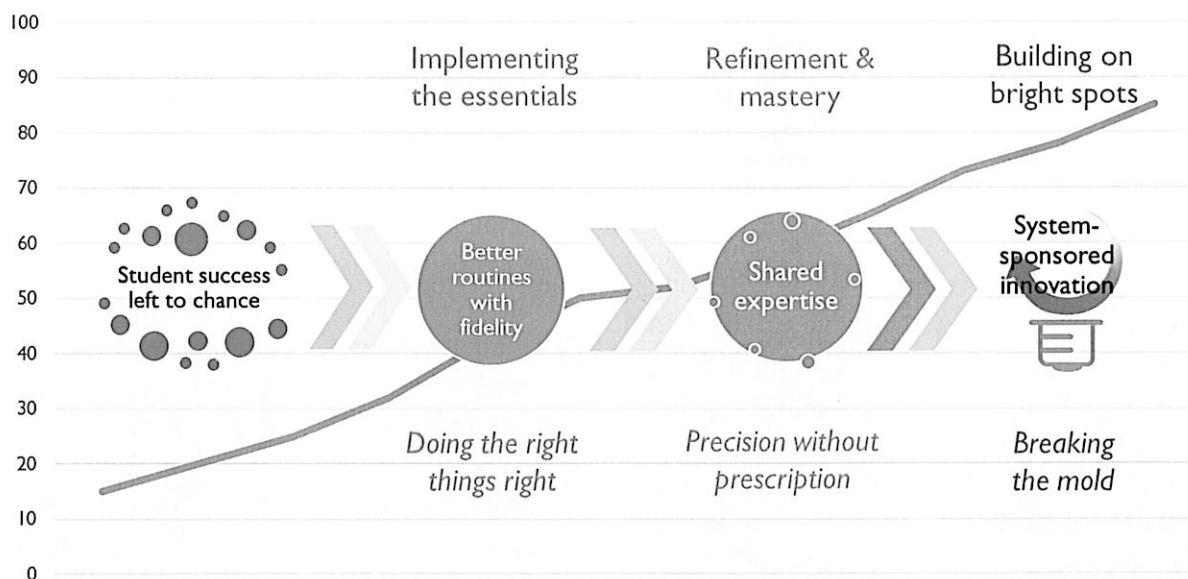 100
90
80
70
60
50
40
30
20
10
0
Implementing
the essentials
Refinement &
mastery
Building on
bright spots
Student success
left to chance
Better
routines
with
fidelity
Shared
expertise
System-
sponsored
innovation
Doing the right
things right
Precision without
prescription
Breaking
the mold